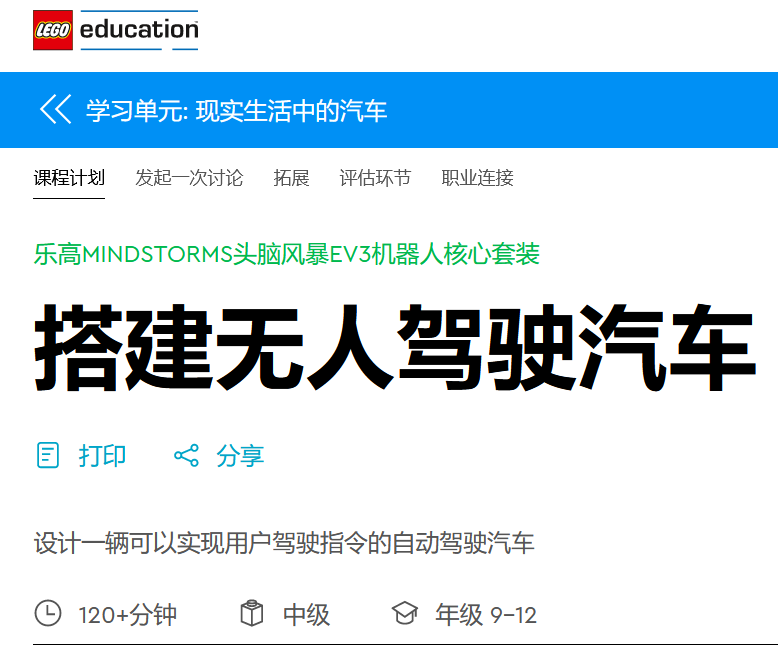 LEGO education
学习单元: 现实生活中的汽车
课程计划 发起一次讨论 拓展 评估环节 职业连接
乐高MINDSTORMS头脑风暴EV3机器人核心套装
搭建无人驾驶汽车
打印 分享
设计一辆可以实现用户驾驶指令的自动驾驶汽车
120+分钟 中级 年级 9-12